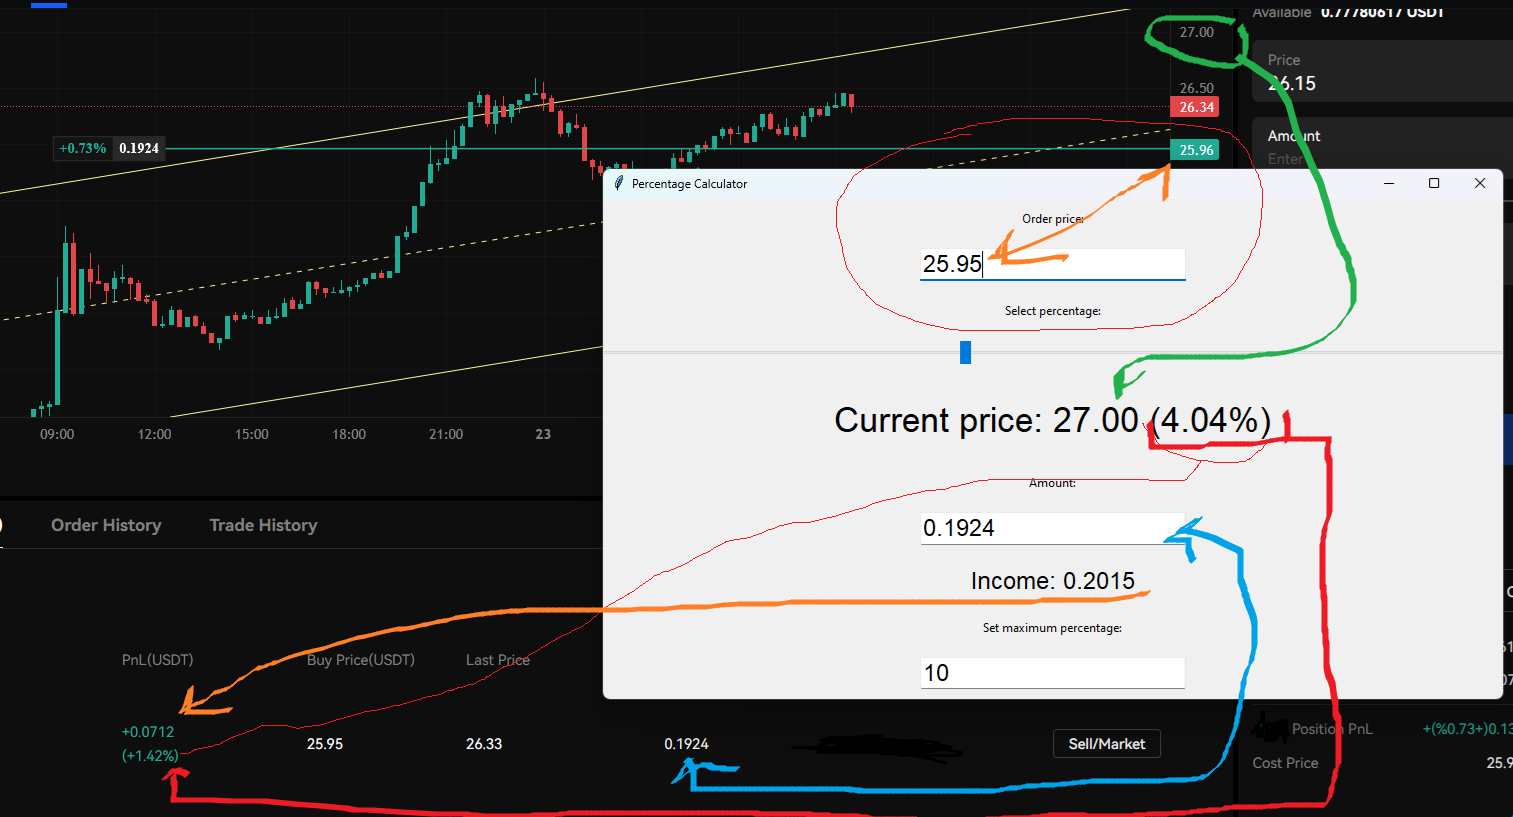 Available 0.77780617 USDT
27.00
Price
26.15
26.50
26.34
Amount
Enter
+0.73% 0.1924
25.96
Percentage Calculator
Order price:
25.95
Select percentage:
Current price: 27.00 (4.04%)
09:00 12:00 15:00 18:00 21:00 23
Amount:
0.1924
Order History Trade History
Income: 0.2015
Set maximum percentage:
10
PnL(USDT) Buy Price(USDT) Last Price
+0.0712
(+1.42%)
25.95 26.33 0.1924 Sell/Market
Position PnL +(%0.73+)0.13
Cost Price 25.9